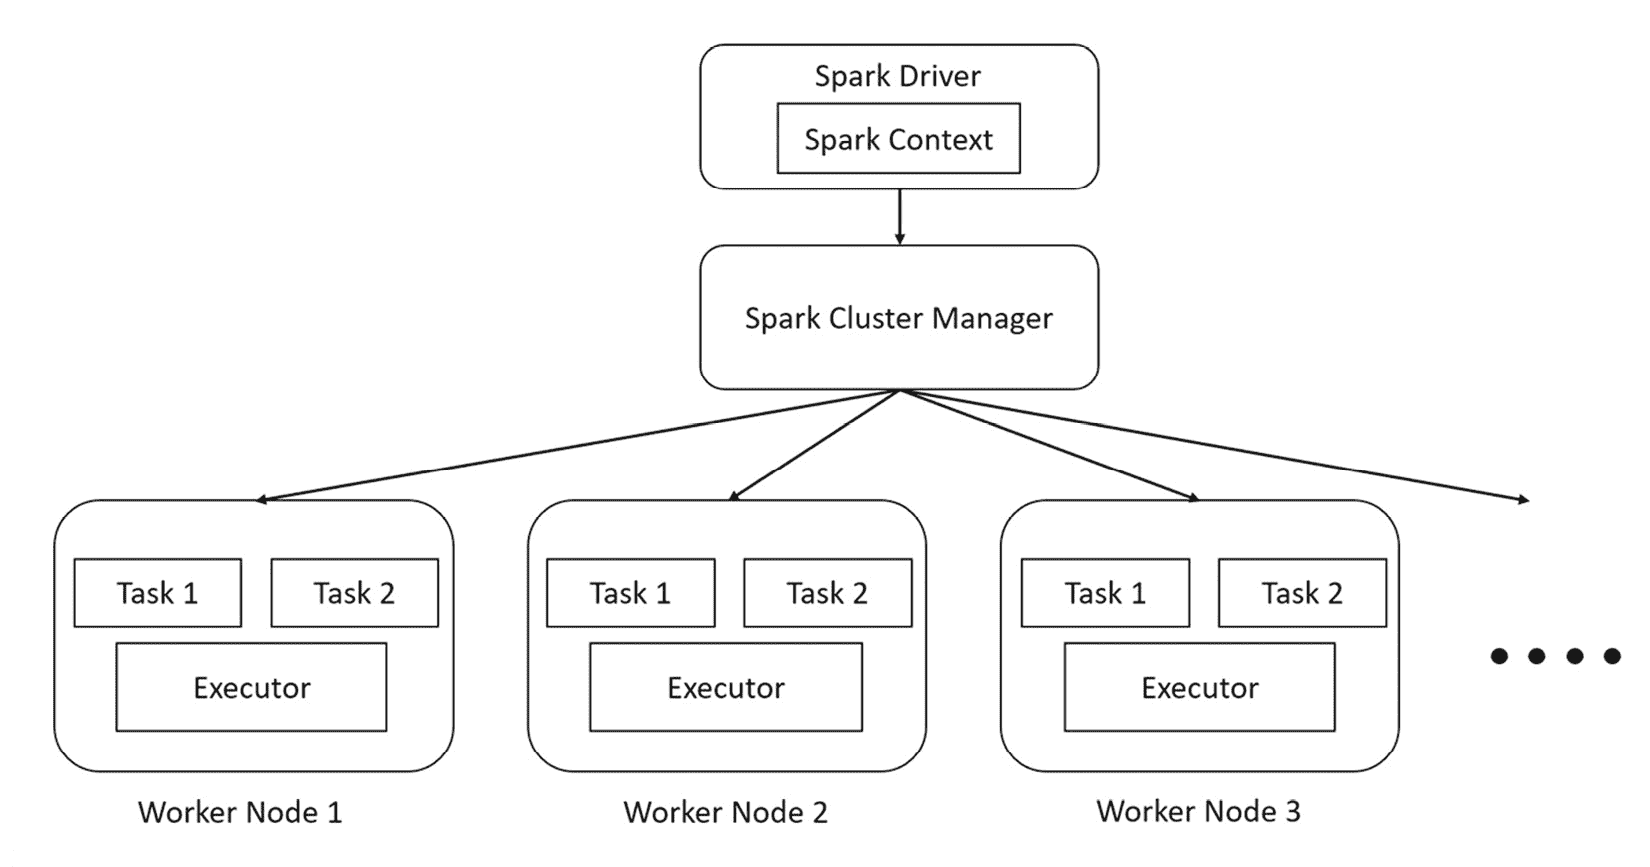 Spark Driver
Spark Context
Spark Cluster Manager
Task 1
Task 2
Executor
Worker Node 1
Task 1
Task 2
Executor
Worker Node 2
Task 1
Task 2
Executor
Worker Node 3